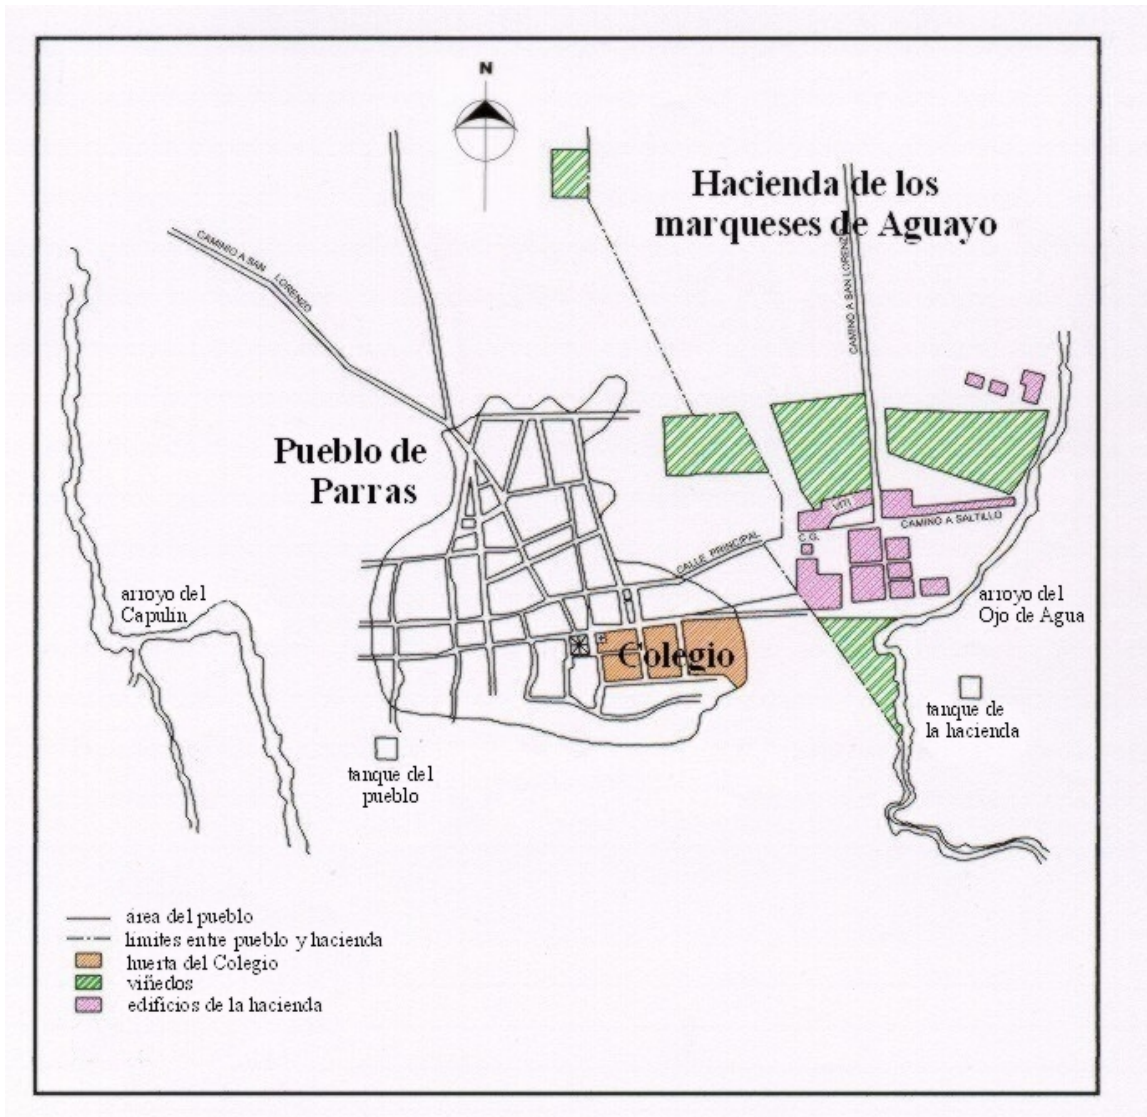 N
Hacienda de los
marqueses de Aguayo
CAMINO A SAN LORENZO
CAMINO A SAN LORENZO
Pueblo de
Parras
VITI
CAMINO A SALTILLO
C. G.
CALLE PRINCIPAL
arroyo del
Capulín
arroyo del
Ojo de Agua
Colegio
tanque de
la hacienda
tanque del
pueblo
área del pueblo
límites entre pueblo y hacienda
huerta del Colegio
viñedos
edificios de la hacienda